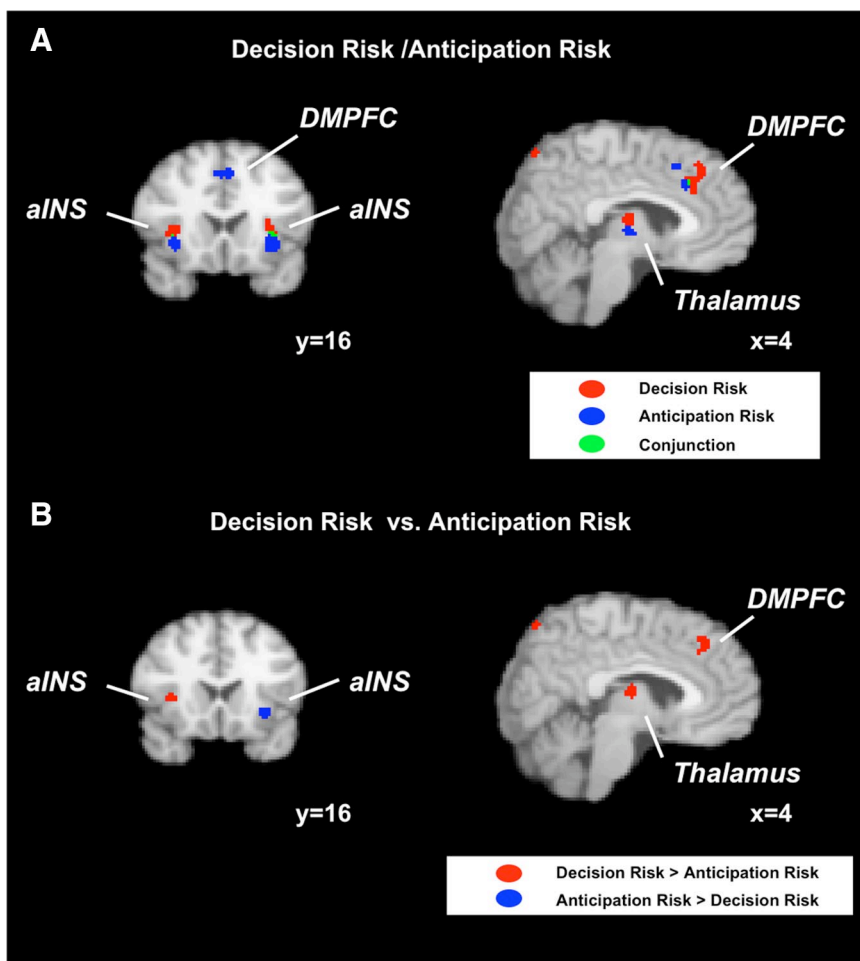 A
Decision Risk /Anticipation Risk
DMPFC
DMPFC
aINS
aINS
Thalamus
y=16
x=4
Decision Risk
Anticipation Risk
Conjunction
B
Decision Risk vs. Anticipation Risk
DMPFC
aINS
aINS
Thalamus
y=16
x=4
Decision Risk > Anticipation Risk
Anticipation Risk > Decision Risk